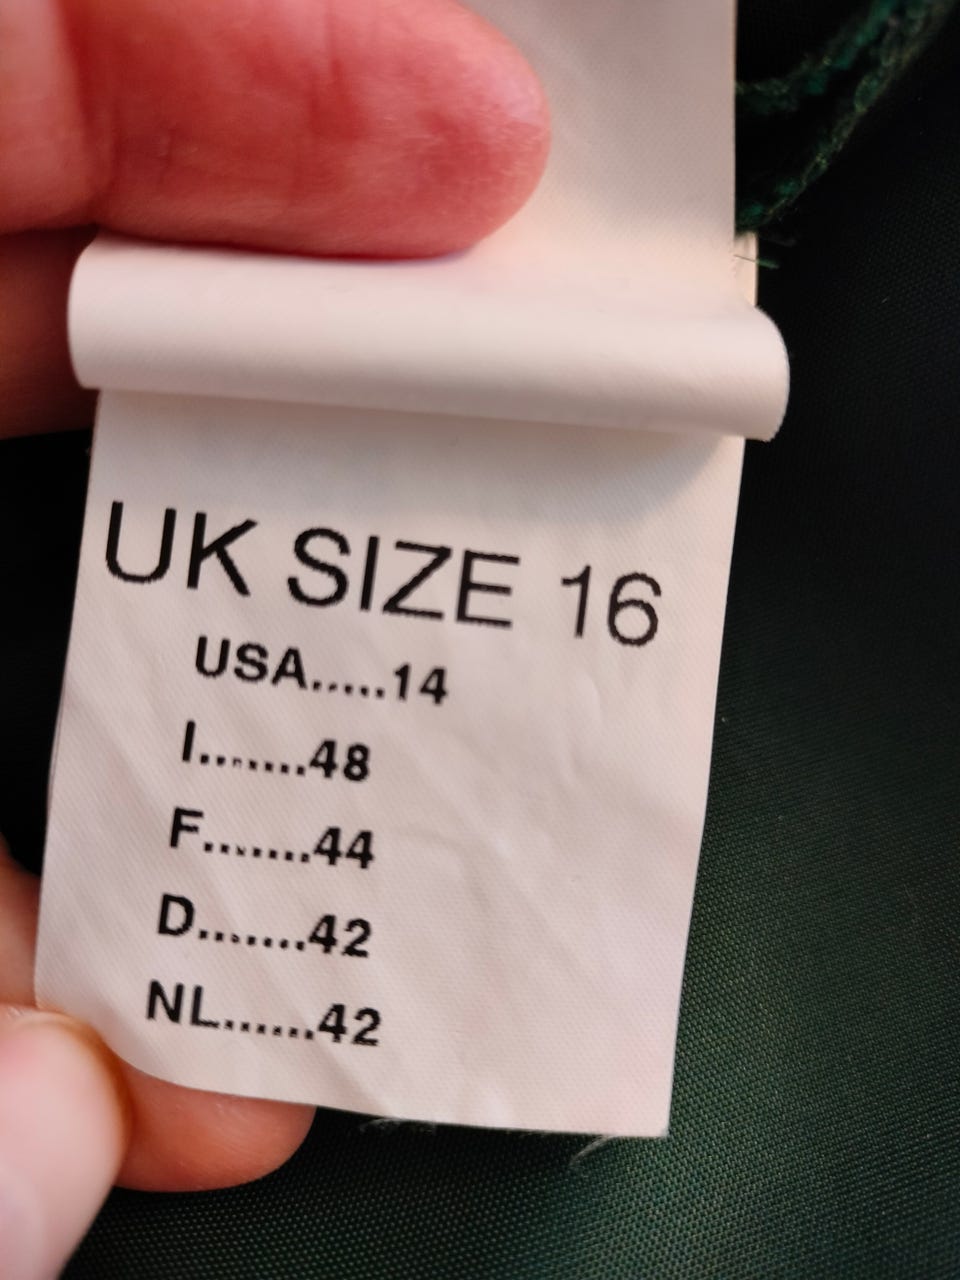 UK SIZE 16
USA.....14
I.......48
F.......44
D.......42
NL......42